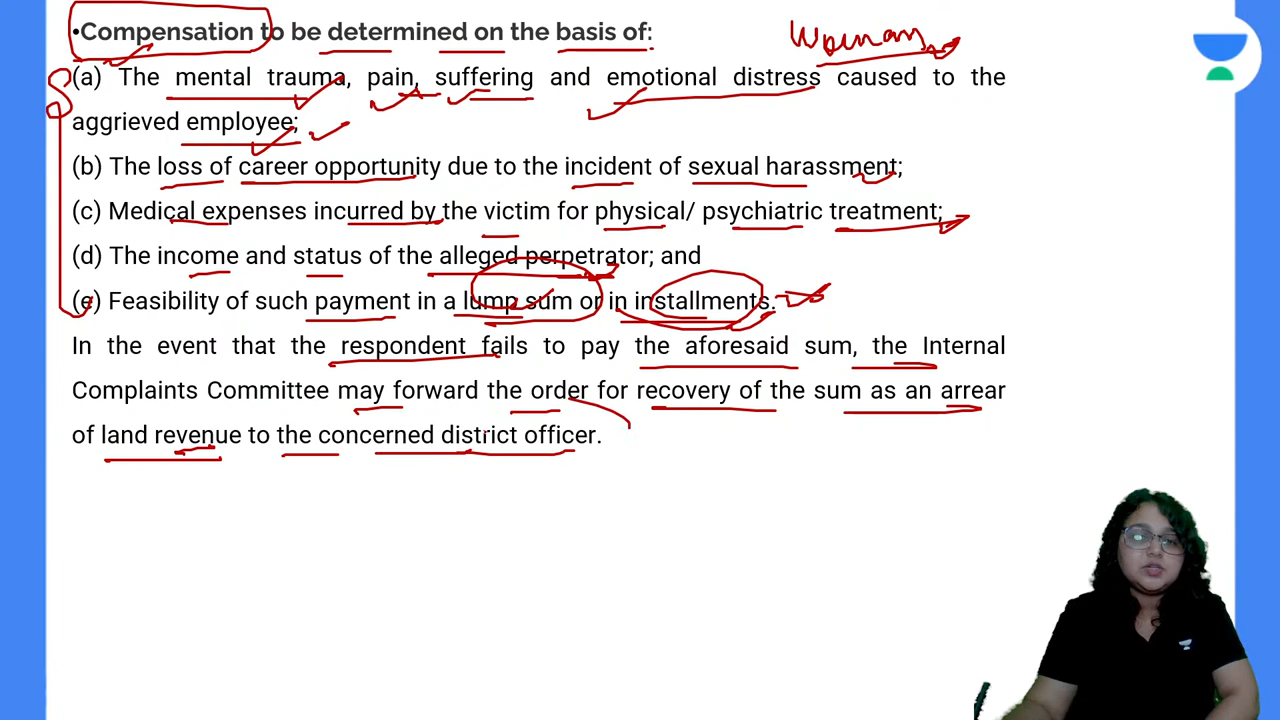 •Compensation to be determined on the basis of:
Woman
(a) The mental trauma, pain, suffering and emotional distress caused to the
aggrieved employee;
(b) The loss of career opportunity due to the incident of sexual harassment;
(c) Medical expenses incurred by the victim for physical/ psychiatric treatment;
(d) The income and status of the alleged perpetrator; and
(e) Feasibility of such payment in a lump sum or in installments.
In the event that the respondent fails to pay the aforesaid sum, the Internal
Complaints Committee may forward the order for recovery of the sum as an arrear
of land revenue to the concerned district officer.